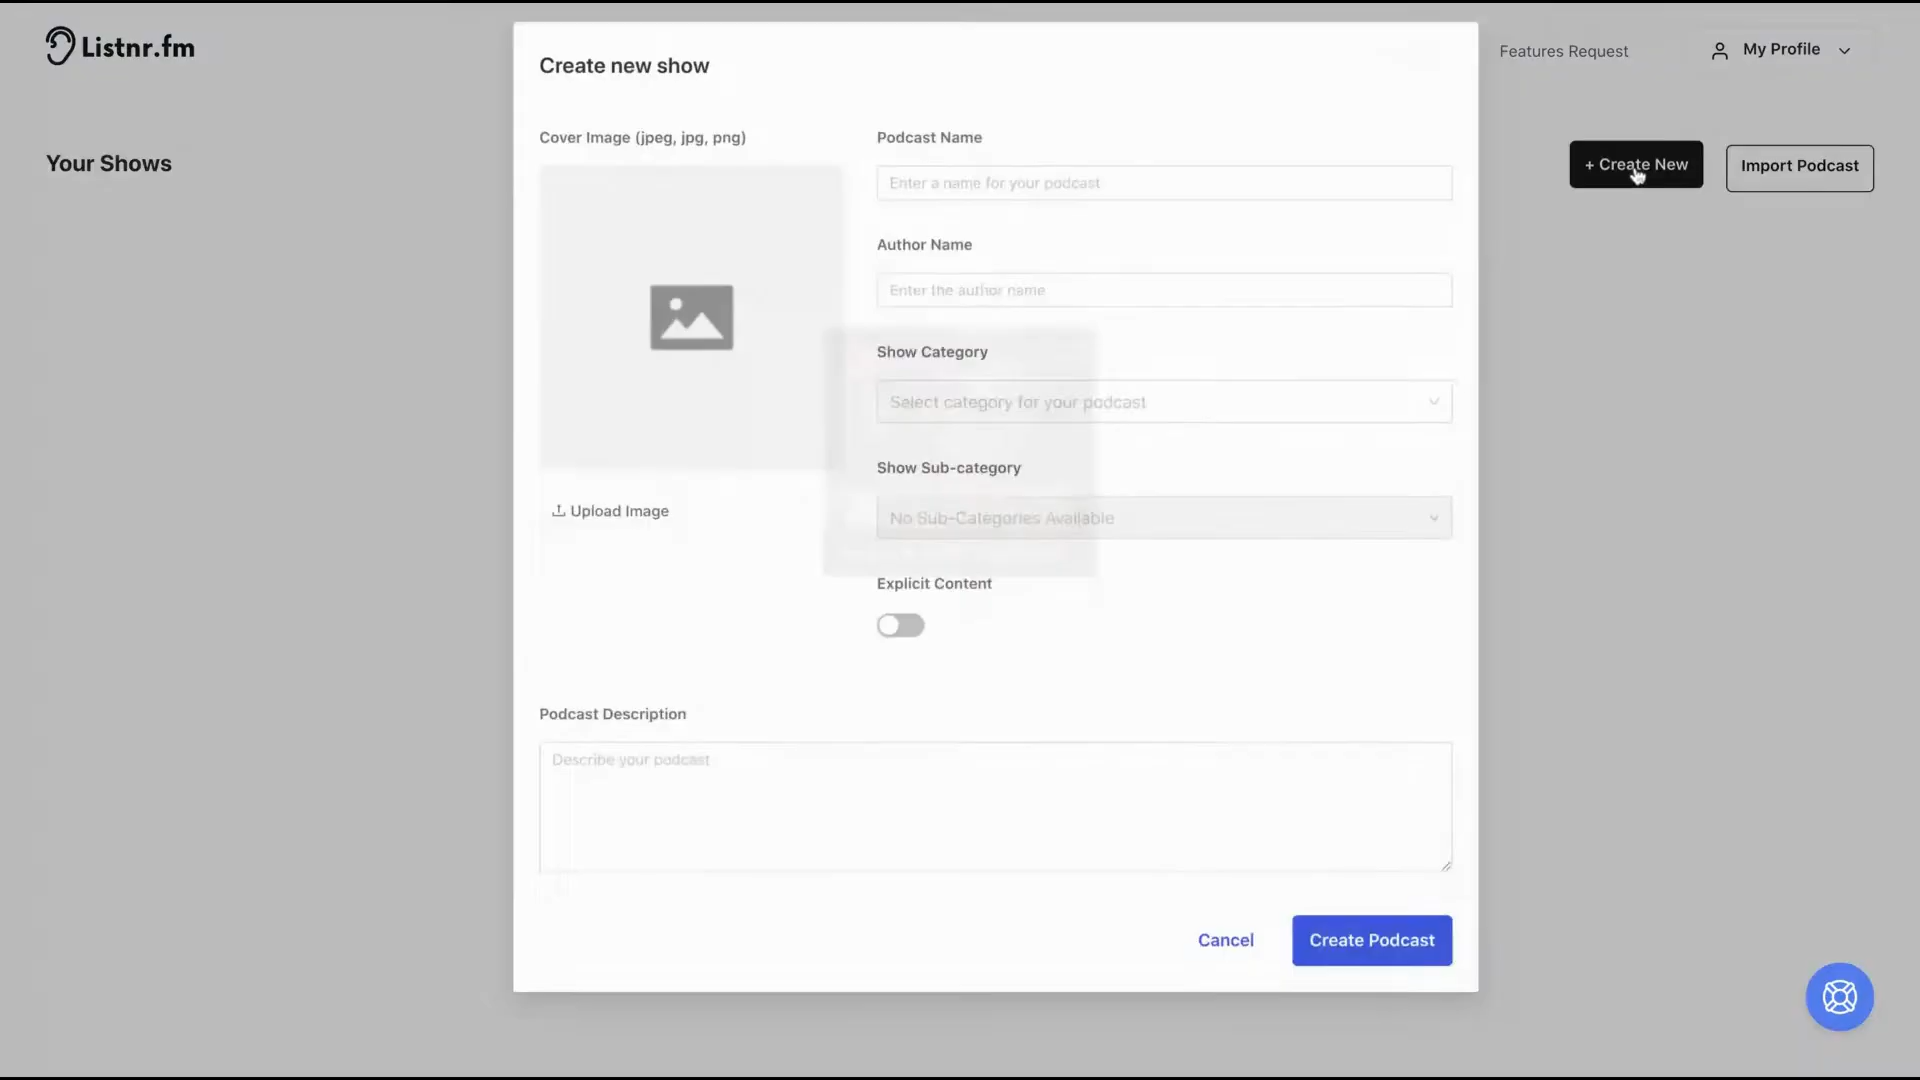 Listnr.fm
Features Request
My Profile
Your Shows
+ Create New
Import Podcast
Create new show
Cover Image (jpeg, jpg, png)
Upload Image
Podcast Name
Enter a name for your podcast
Author Name
Enter the author name
Show Category
Select category for your podcast
Show Sub-category
No Sub-Categories Available
Explicit Content
Podcast Description
Describe your podcast
Cancel
Create Podcast